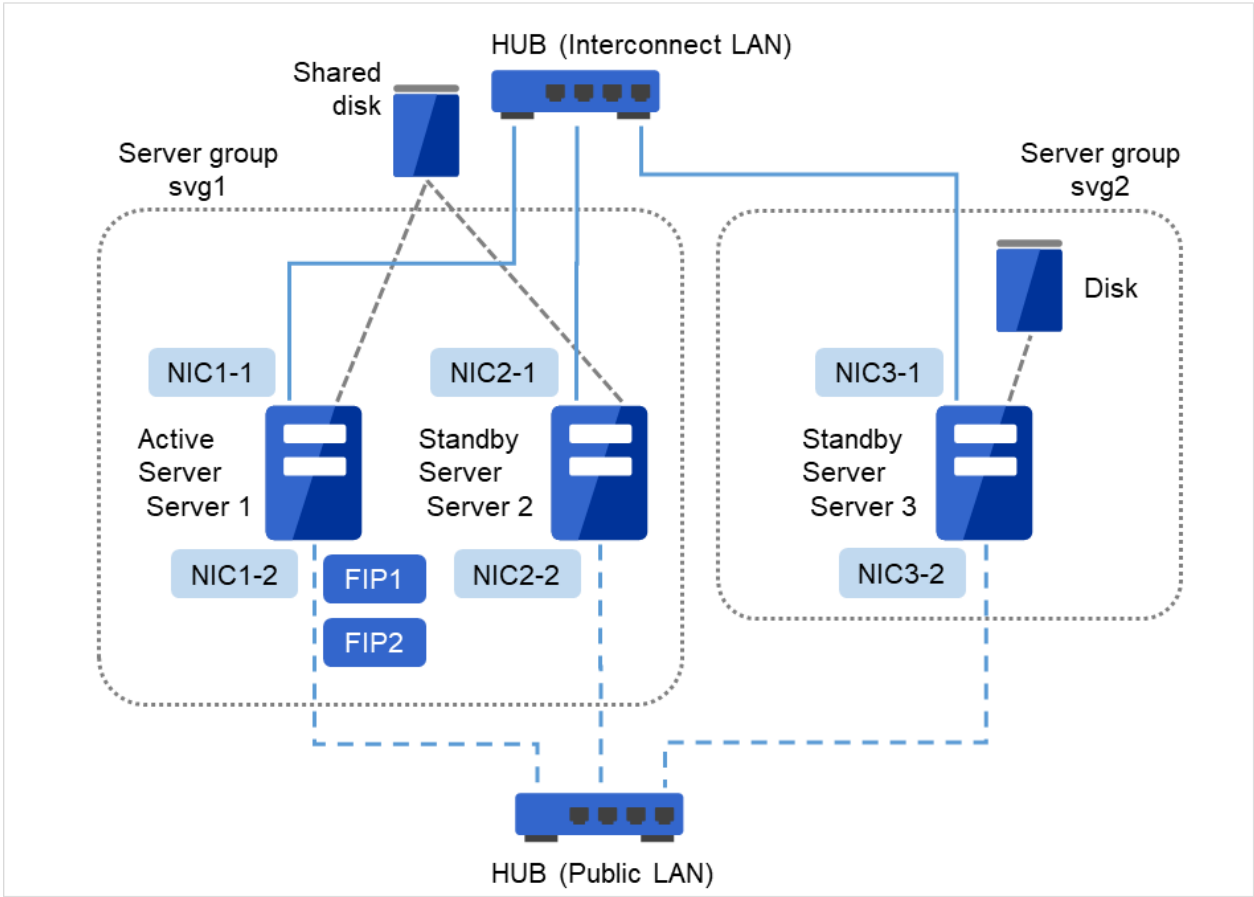 HUB (Interconnect LAN)
Shared
disk
Server group
svg1
Server group
svg2
Disk
NIC1-1
NIC2-1
NIC3-1
Active
Server
Server 1
Standby
Server
Server 2
Standby
Server
Server 3
NIC1-2
FIP1
NIC2-2
NIC3-2
FIP2
HUB (Public LAN)